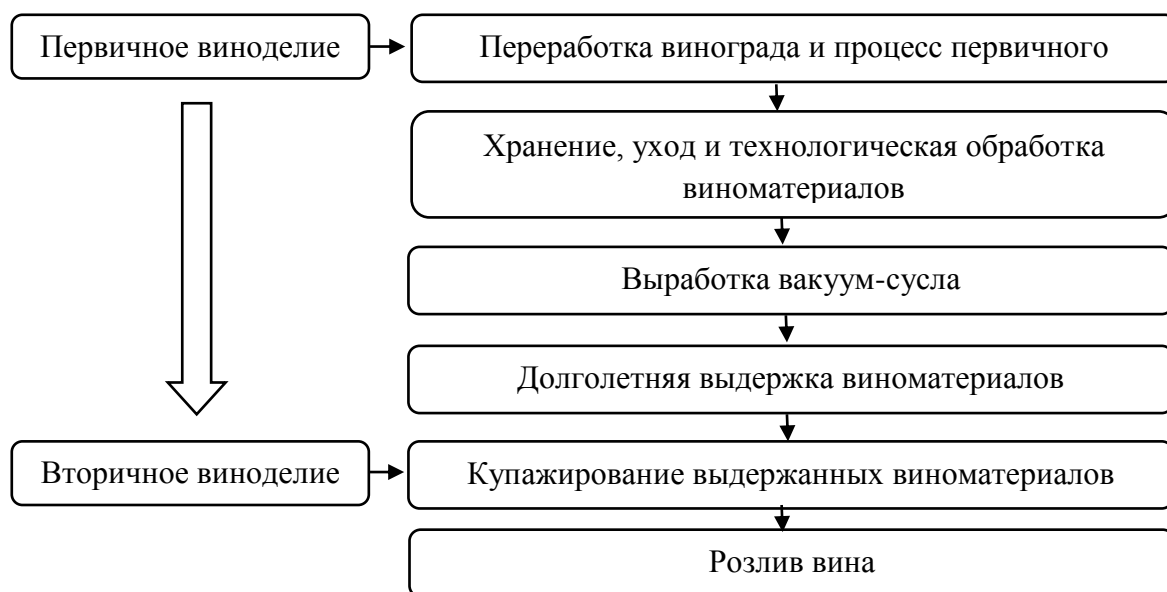 Первичное виноделие
Переработка винограда и процесс первичного
Хранение, уход и технологическая обработка
виноматериалов
Выработка вакуум-сусла
Долголетняя выдержка виноматериалов
Вторичное виноделие
Купажирование выдержанных виноматериалов
Розлив вина